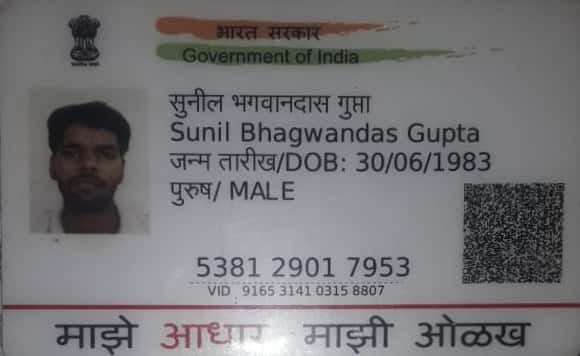 भारत सरकार
Government of India
सुनील भगवानदास गुप्ता
Sunil Bhagwandas Gupta
जन्म तारीख/DOB: 30/06/1983
पुरुष/ MALE
5381 2901 7953
VID 9165 3141 0315 8807
माझे आधार माझी ओळख